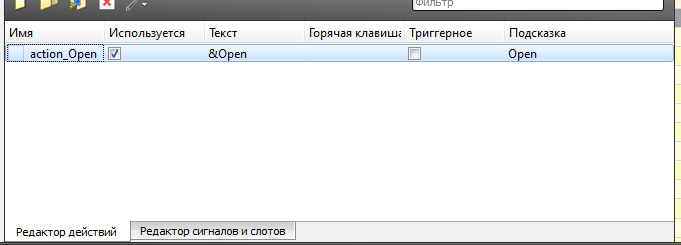 Фильтр
Имя Используется Текст Горячая клавиша Триггерное Подсказка
action_Open &Open Open
Редактор действий Редактор сигналов и слотов